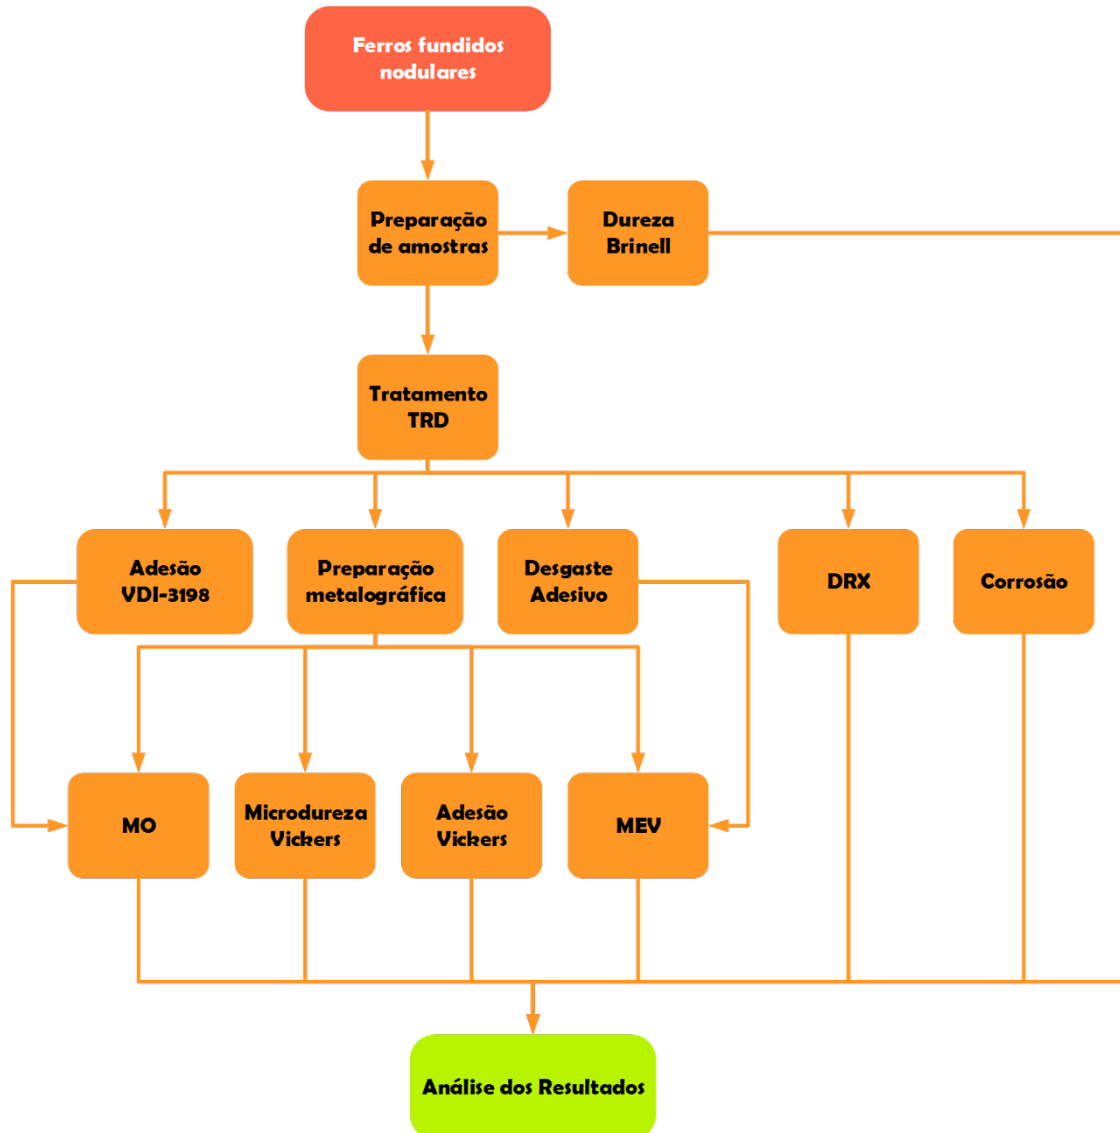 Ferros fundidos
nodulares
Preparação
de amostras
Dureza
Brinell
Tratamento
TRD
Adesão
VDI-3198
Preparação
metalográfica
Desgaste
Adesivo
DRX
Corrosão
MO
Microdureza
Vickers
Adesão
Vickers
MEV
Análise dos Resultados